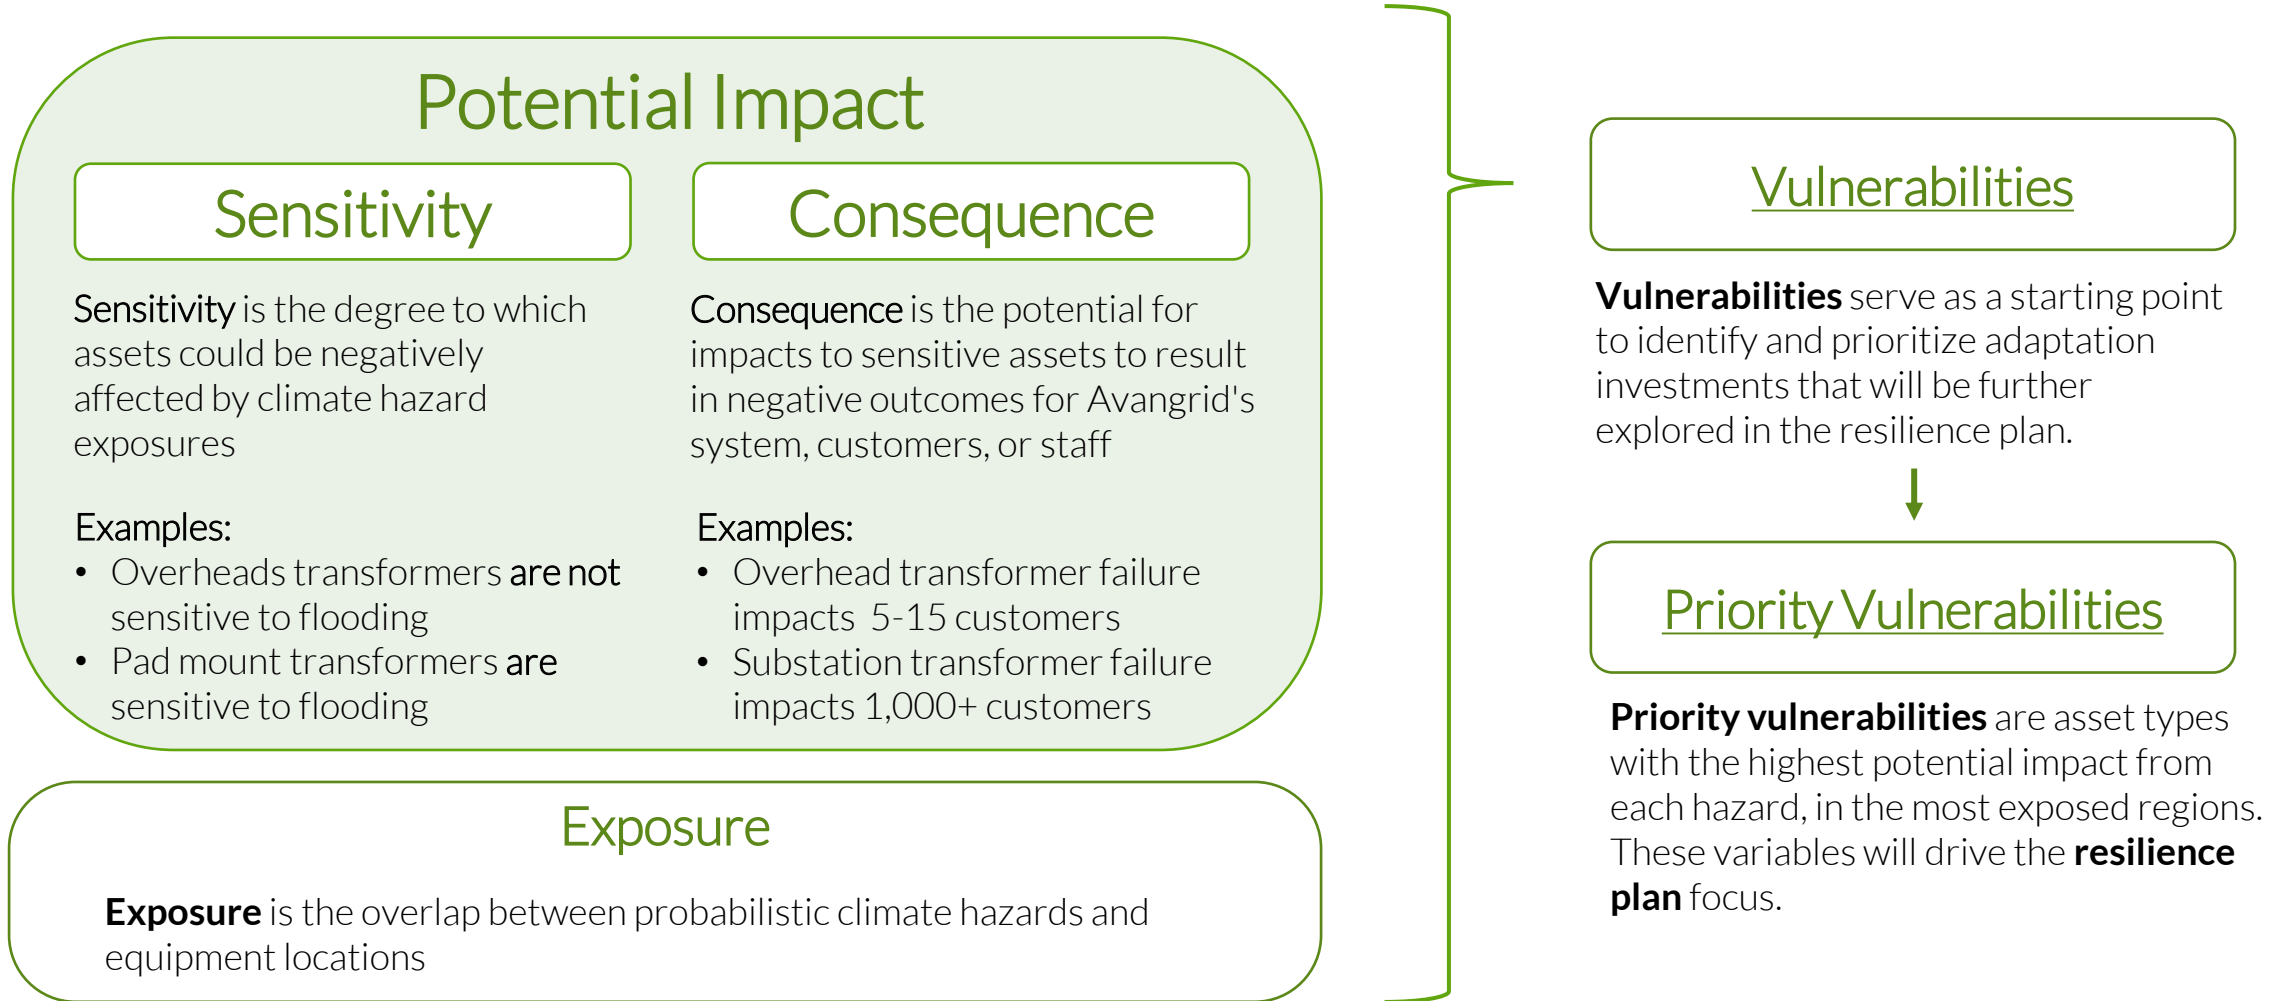 Potential Impact
Sensitivity
Sensitivity is the degree to which
assets could be negatively
affected by climate hazard
exposures
Examples:
• Overheads transformers are not
sensitive to flooding
• Pad mount transformers are
sensitive to flooding
Consequence
Consequence is the potential for
impacts to sensitive assets to result
in negative outcomes for Avangrid's
system, customers, or staff
Examples:
• Overhead transformer failure
impacts 5-15 customers
• Substation transformer failure
impacts 1,000+ customers
Exposure
Exposure is the overlap between probabilistic climate hazards and
equipment locations
Vulnerabilities
Vulnerabilities serve as a starting point
to identify and prioritize adaptation
investments that will be further
explored in the resilience plan.
Priority Vulnerabilities
Priority vulnerabilities are asset types
with the highest potential impact from
each hazard, in the most exposed regions.
These variables will drive the resilience
plan focus.